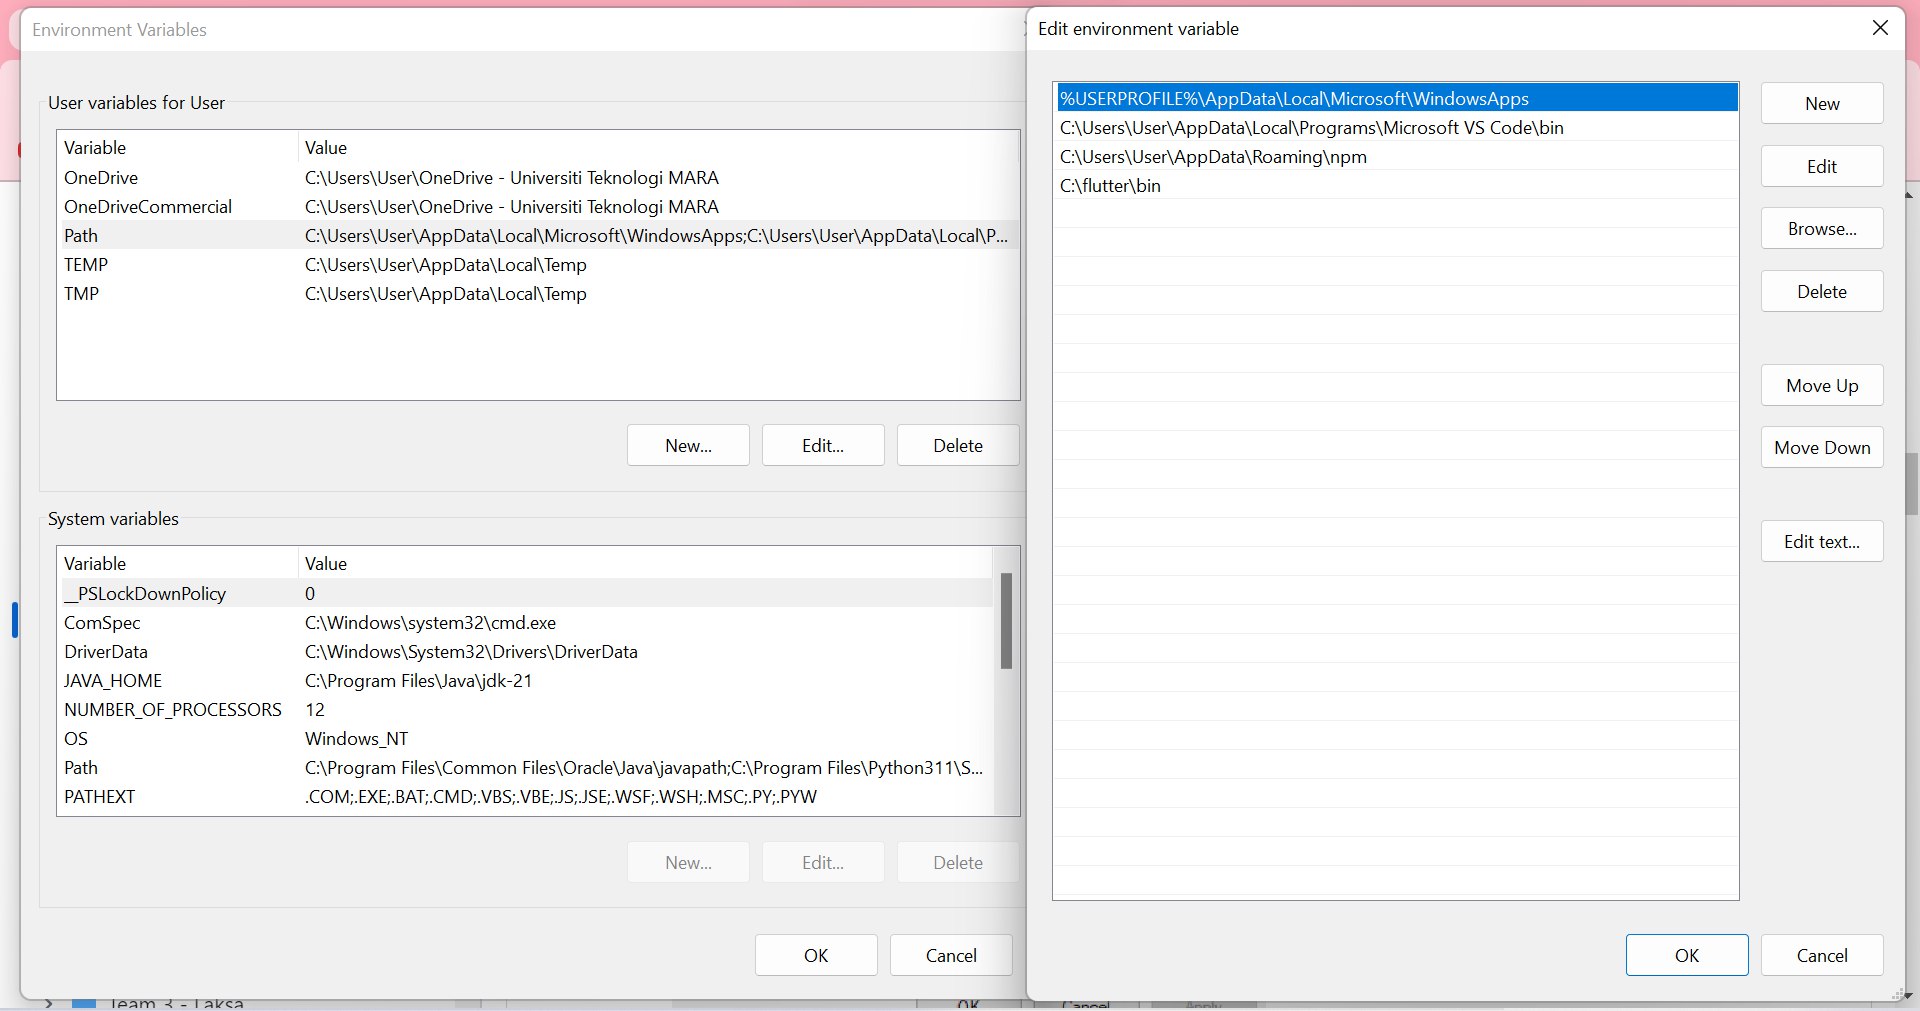 Environment Variables
User variables for User
Variable Value
OneDrive C:\Users\User\OneDrive - Universiti Teknologi MARA
OneDriveCommercial C:\Users\User\OneDrive - Universiti Teknologi MARA
Path C:\Users\User\AppData\Local\Microsoft\WindowsApps;C:\Users\User\AppData\Local\P...
TEMP C:\Users\User\AppData\Local\Temp
TMP C:\Users\User\AppData\Local\Temp
New... Edit... Delete
System variables
Variable Value
__PSLockDownPolicy 0
ComSpec C:\Windows\system32\cmd.exe
DriverData C:\Windows\System32\Drivers\DriverData
JAVA_HOME C:\Program Files\Java\jdk-21
NUMBER_OF_PROCESSORS 12
OS Windows_NT
Path C:\Program Files\Common Files\Oracle\Java\javapath;C:\Program Files\Python311\S...
PATHEXT .COM;.EXE;.BAT;.CMD;.VBS;.VBE;.JS;.JSE;.WSF;.WSH;.MSC;.PY;.PYW
New... Edit... Delete
OK Cancel
Edit environment variable
%USERPROFILE%\AppData\Local\Microsoft\WindowsApps
C:\Users\User\AppData\Local\Programs\Microsoft VS Code\bin
C:\Users\User\AppData\Roaming\npm
C:\flutter\bin
New
Edit
Browse...
Delete
Move Up
Move Down
Edit text...
OK Cancel
Team 3 - Laksa
OK Cancel Apply